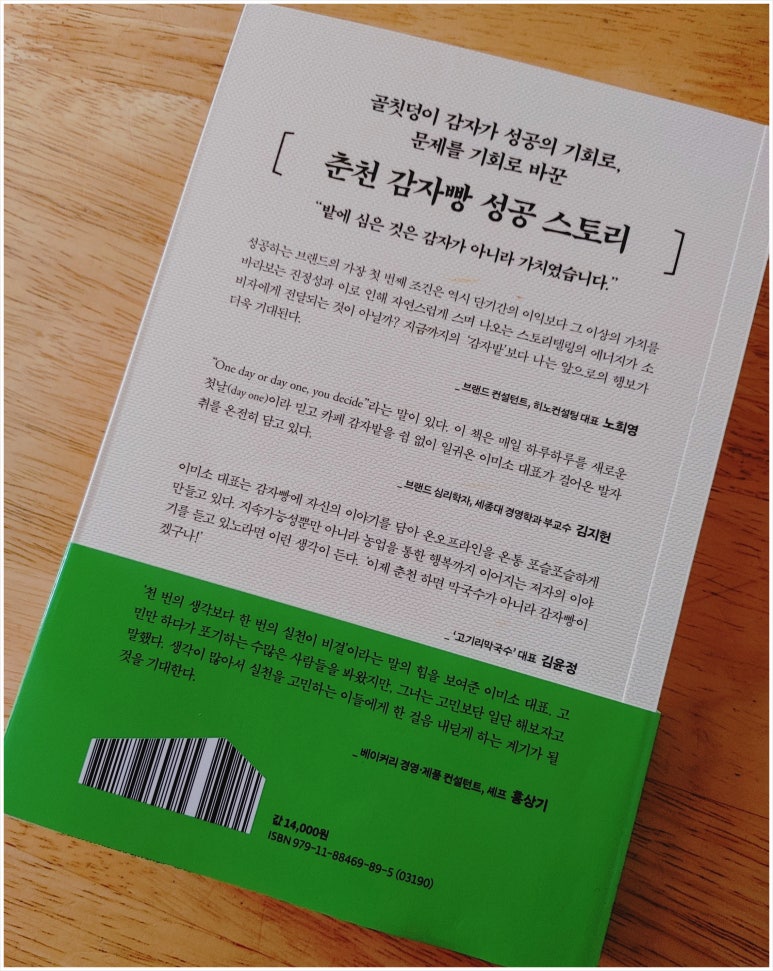 골칫덩이 감자가 성공의 기회로,
문제를 기회로 바꾼
[ 춘천 감자빵 성공 스토리 ]
“밭에 심은 것은 감자가 아니라 가치였습니다.”
성공하는 브랜드의 가장 첫 번째 조건은 역시 단기간의 이익보다 그 이상의 가치를
바라보는 진정성과 이로 인해 자연스럽게 스며 나오는 스토리텔링의 에너지가 소
비자에게 전달되는 것이 아닐까? 지금까지의 ‘감자밭’보다 나는 앞으로의 행보가
더욱 기대된다.
_ 브랜드 컨설턴트, 히노컨설팅 대표 노희영
“One day or day one, you decide”라는 말이 있다. 이 책은 매일 하루하루를 새로운
첫날(day one)이라 믿고 카페 감자밭을 쉼 없이 일궈온 이미소 대표가 걸어온 발자
취를 온전히 담고 있다.
_ 브랜드 심리학자, 세종대 경영학과 부교수 김지헌
이미소 대표는 감자빵에 자신의 이야기를 담아 온오프라인을 온통 포슬포슬하게
만들고 있다. 지속가능성뿐만 아니라 농업을 통한 행복까지 이어지는 저자의 이야
기를 듣고 있노라면 이런 생각이 든다. ‘이제 춘천 하면 막국수가 아니라 감자빵이
겠구나!’
_ ‘고기리막국수’ 대표 김윤정
‘천 번의 생각보다 한 번의 실천이 비결’이라는 말의 힘을 보여준 이미소 대표. 고
민만 하다가 포기하는 수많은 사람들을 봐왔지만, 그녀는 고민보단 일단 해보자고
말했다. 생각이 많아서 실천을 고민하는 이들에게 한 걸음 내딛게 하는 계기가 될
것을 기대한다.
_ 베이커리 경영·제품 컨설턴트, 셰프 홍상기
값 14,000원
ISBN 979-11-88469-89-5 (03190)